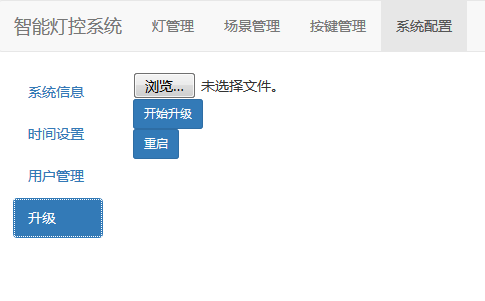 智能灯控系统 灯管理 场景管理 按键管理 系统配置
系统信息
时间设置
用户管理
升级
浏览... 未选择文件。
开始升级
重启